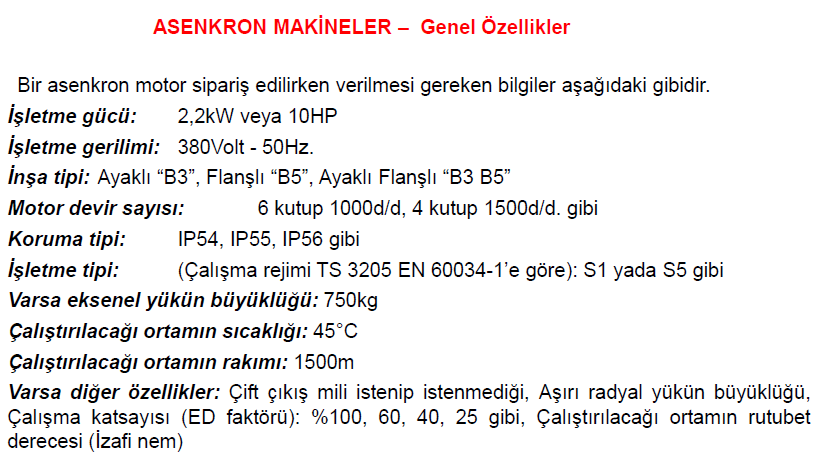 ASENKRON MAKİNELER – Genel Özellikler
Bir asenkron motor sipariş edilirken verilmesi gereken bilgiler aşağıdaki gibidir.
İşletme gücü: 2,2kW veya 10HP
İşletme gerilimi: 380Volt - 50Hz.
İnşa tipi: Ayaklı “B3”, Flanşlı “B5”, Ayaklı Flanşlı “B3 B5”
Motor devir sayısı: 6 kutup 1000d/d, 4 kutup 1500d/d. gibi
Koruma tipi: IP54, IP55, IP56 gibi
İşletme tipi: (Çalışma rejimi TS 3205 EN 60034-1’e göre): S1 yada S5 gibi
Varsa eksenel yükün büyüklüğü: 750kg
Çalıştırılacağı ortamın sıcaklığı: 45°C
Çalıştırılacağı ortamın rakımı: 1500m
Varsa diğer özellikler: Çift çıkış mili istenip istenmediği, Aşırı radyal yükün büyüklüğü,
Çalışma katsayısı (ED faktörü): %100, 60, 40, 25 gibi, Çalıştırılacağı ortamın rutubet
derecesi (İzafi nem)